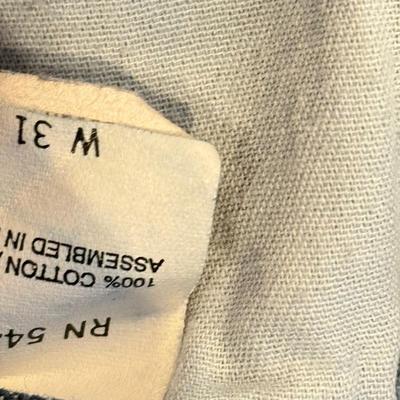 RN 54
100% COTTON
ASSEMBLED IN
W 31